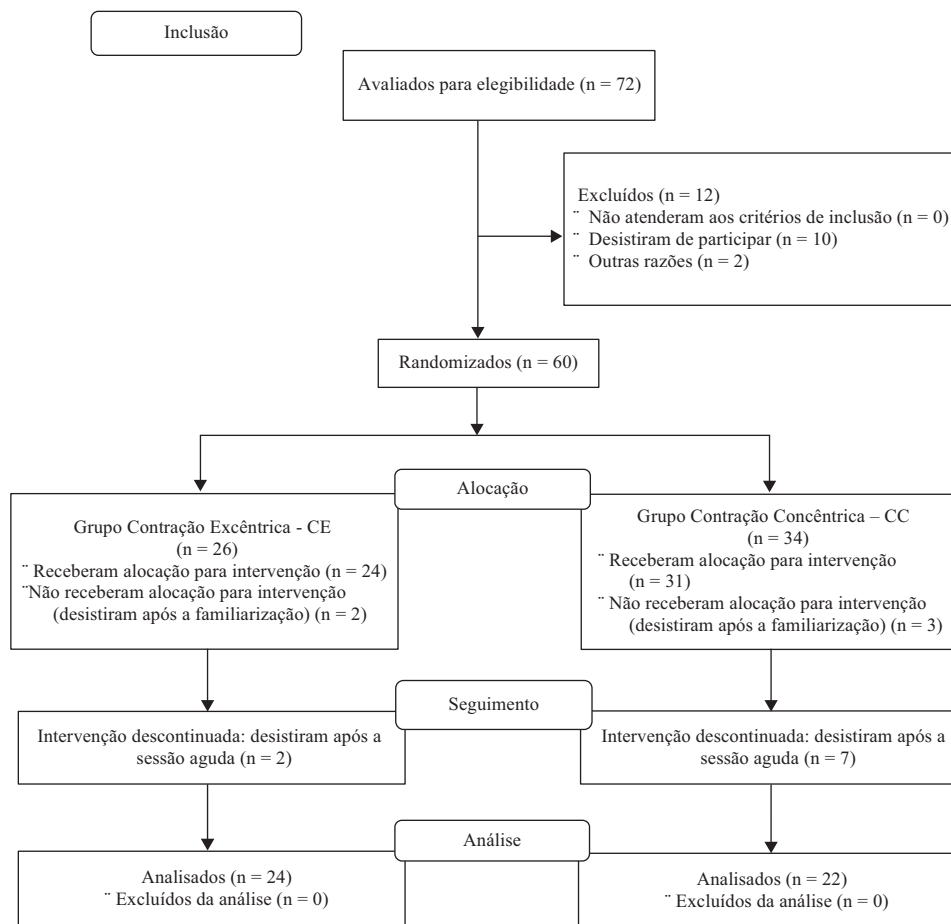 Inclusão
Avaliados para elegibilidade (n = 72)
Excluídos (n = 12)
¨ Não atenderam aos critérios de inclusão (n = 0)
¨ Desistiram de participar (n = 10)
¨ Outras razões (n = 2)
Randomizados (n = 60)
Alocação
Grupo Contração Excêntrica - CE
(n = 26)
¨ Receberam alocação para intervenção (n = 24)
¨Não receberam alocação para intervenção
(desistiram após a familiarização) (n = 2)
Grupo Contração Concêntrica – CC
(n = 34)
¨ Receberam alocação para intervenção
(n = 31)
¨ Não receberam alocação para intervenção
(desistiram após a familiarização) (n = 3)
Seguimento
Intervenção descontinuada: desistiram após a
sessão aguda (n = 2)
Intervenção descontinuada: desistiram após a
sessão aguda (n = 7)
Análise
Analisados (n = 24)
¨ Excluídos da análise (n = 0)
Analisados (n = 22)
¨ Excluídos da análise (n = 0)